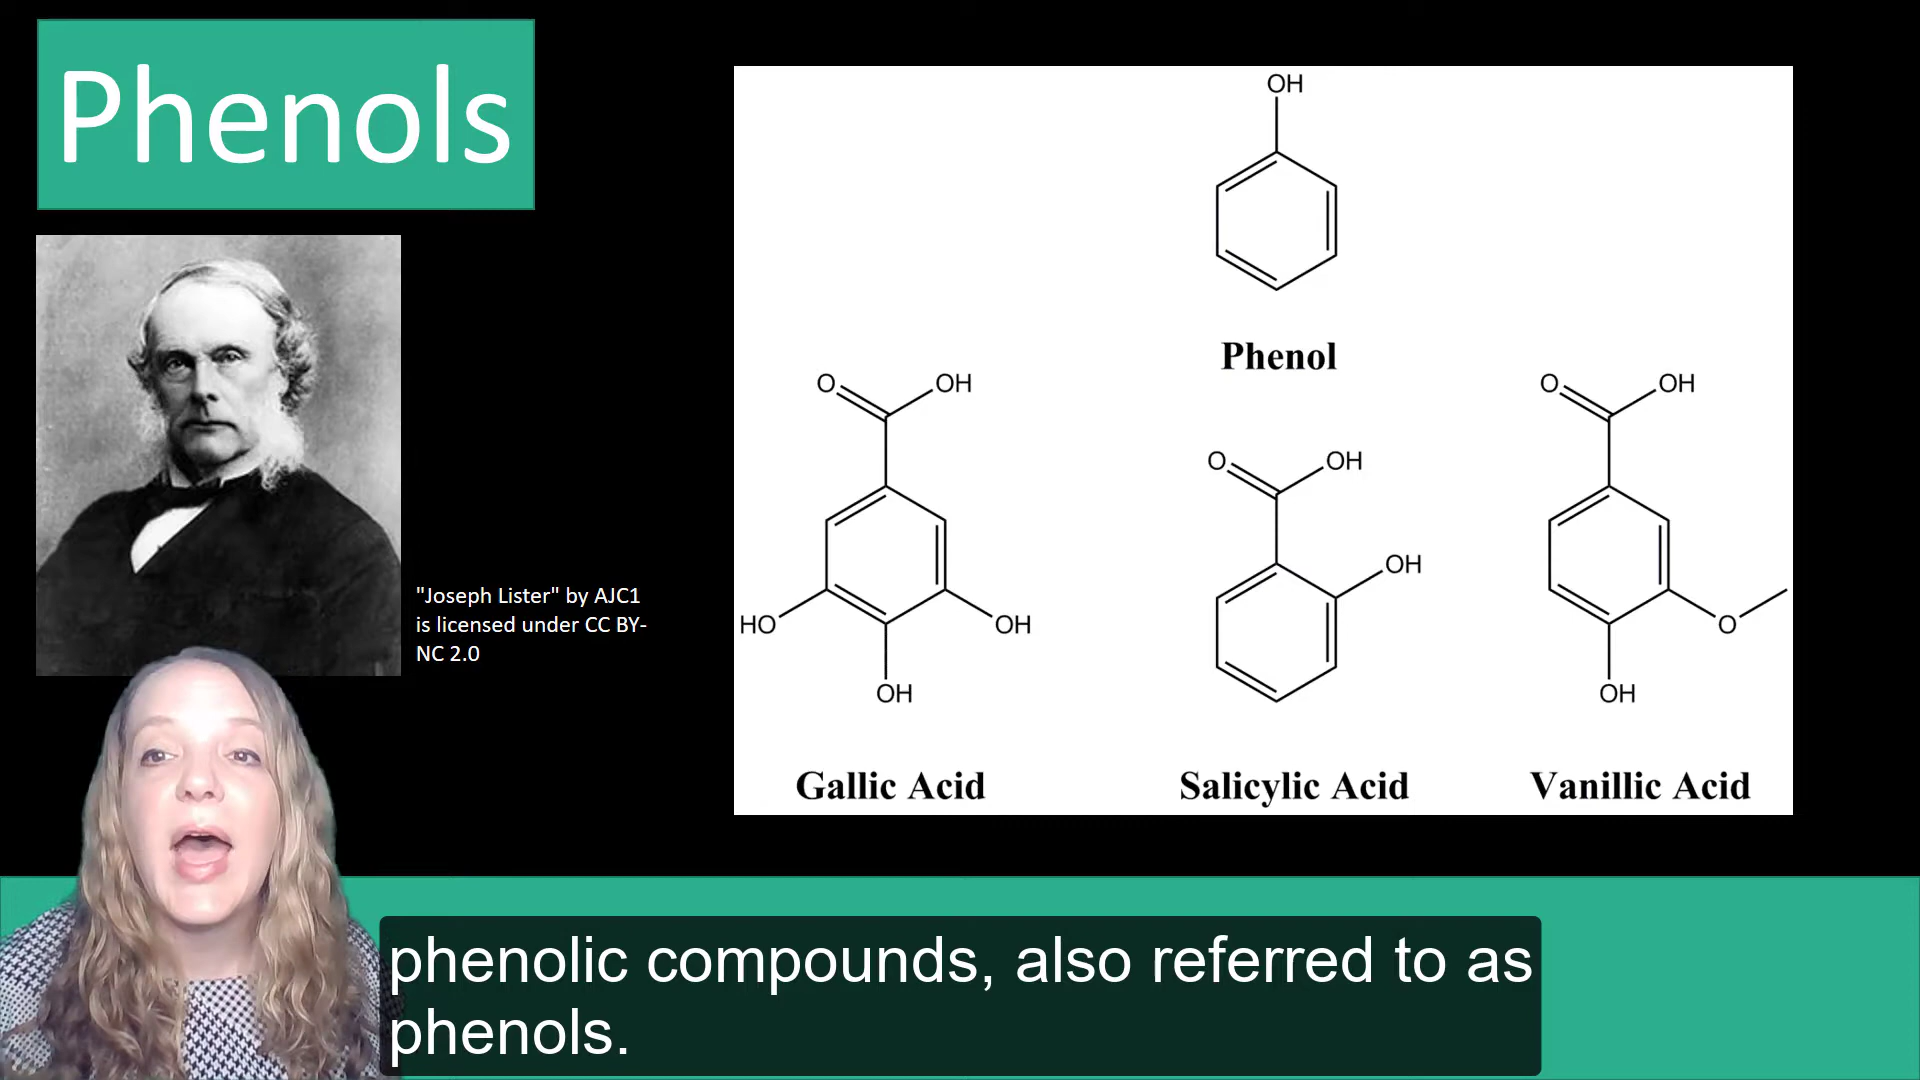 Phenols
"Joseph Lister" by AJC1
is licensed under CC BY-
NC 2.0
OH
Phenol
O OH
HO OH
OH
Gallic Acid
O OH
OH
Salicylic Acid
O OH
O
OH
Vanillic Acid
phenolic compounds, also referred to as
phenols.